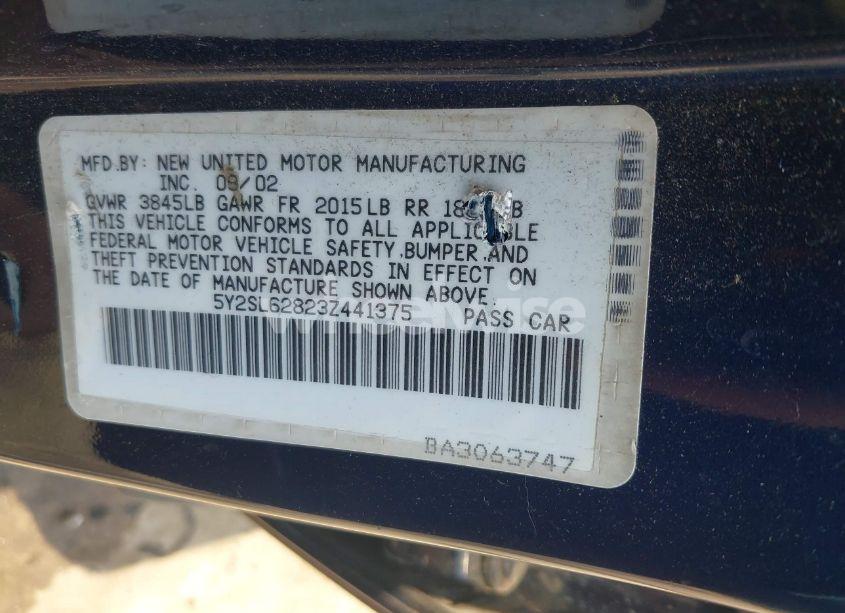 MFD.BY: NEW UNITED MOTOR MANUFACTURING
INC. 09/02
GVWR 3845LB GAWR FR 2015LB RR
THIS VEHICLE CONFORMS TO ALL APPLICABLE
FEDERAL MOTOR VEHICLE SAFETY,BUMPER,AND
THEFT PREVENTION STANDARDS IN EFFECT ON
THE DATE OF MANUFACTURE SHOWN ABOVE.
5Y2SL62823Z441375 PASS CAR
BA3063747